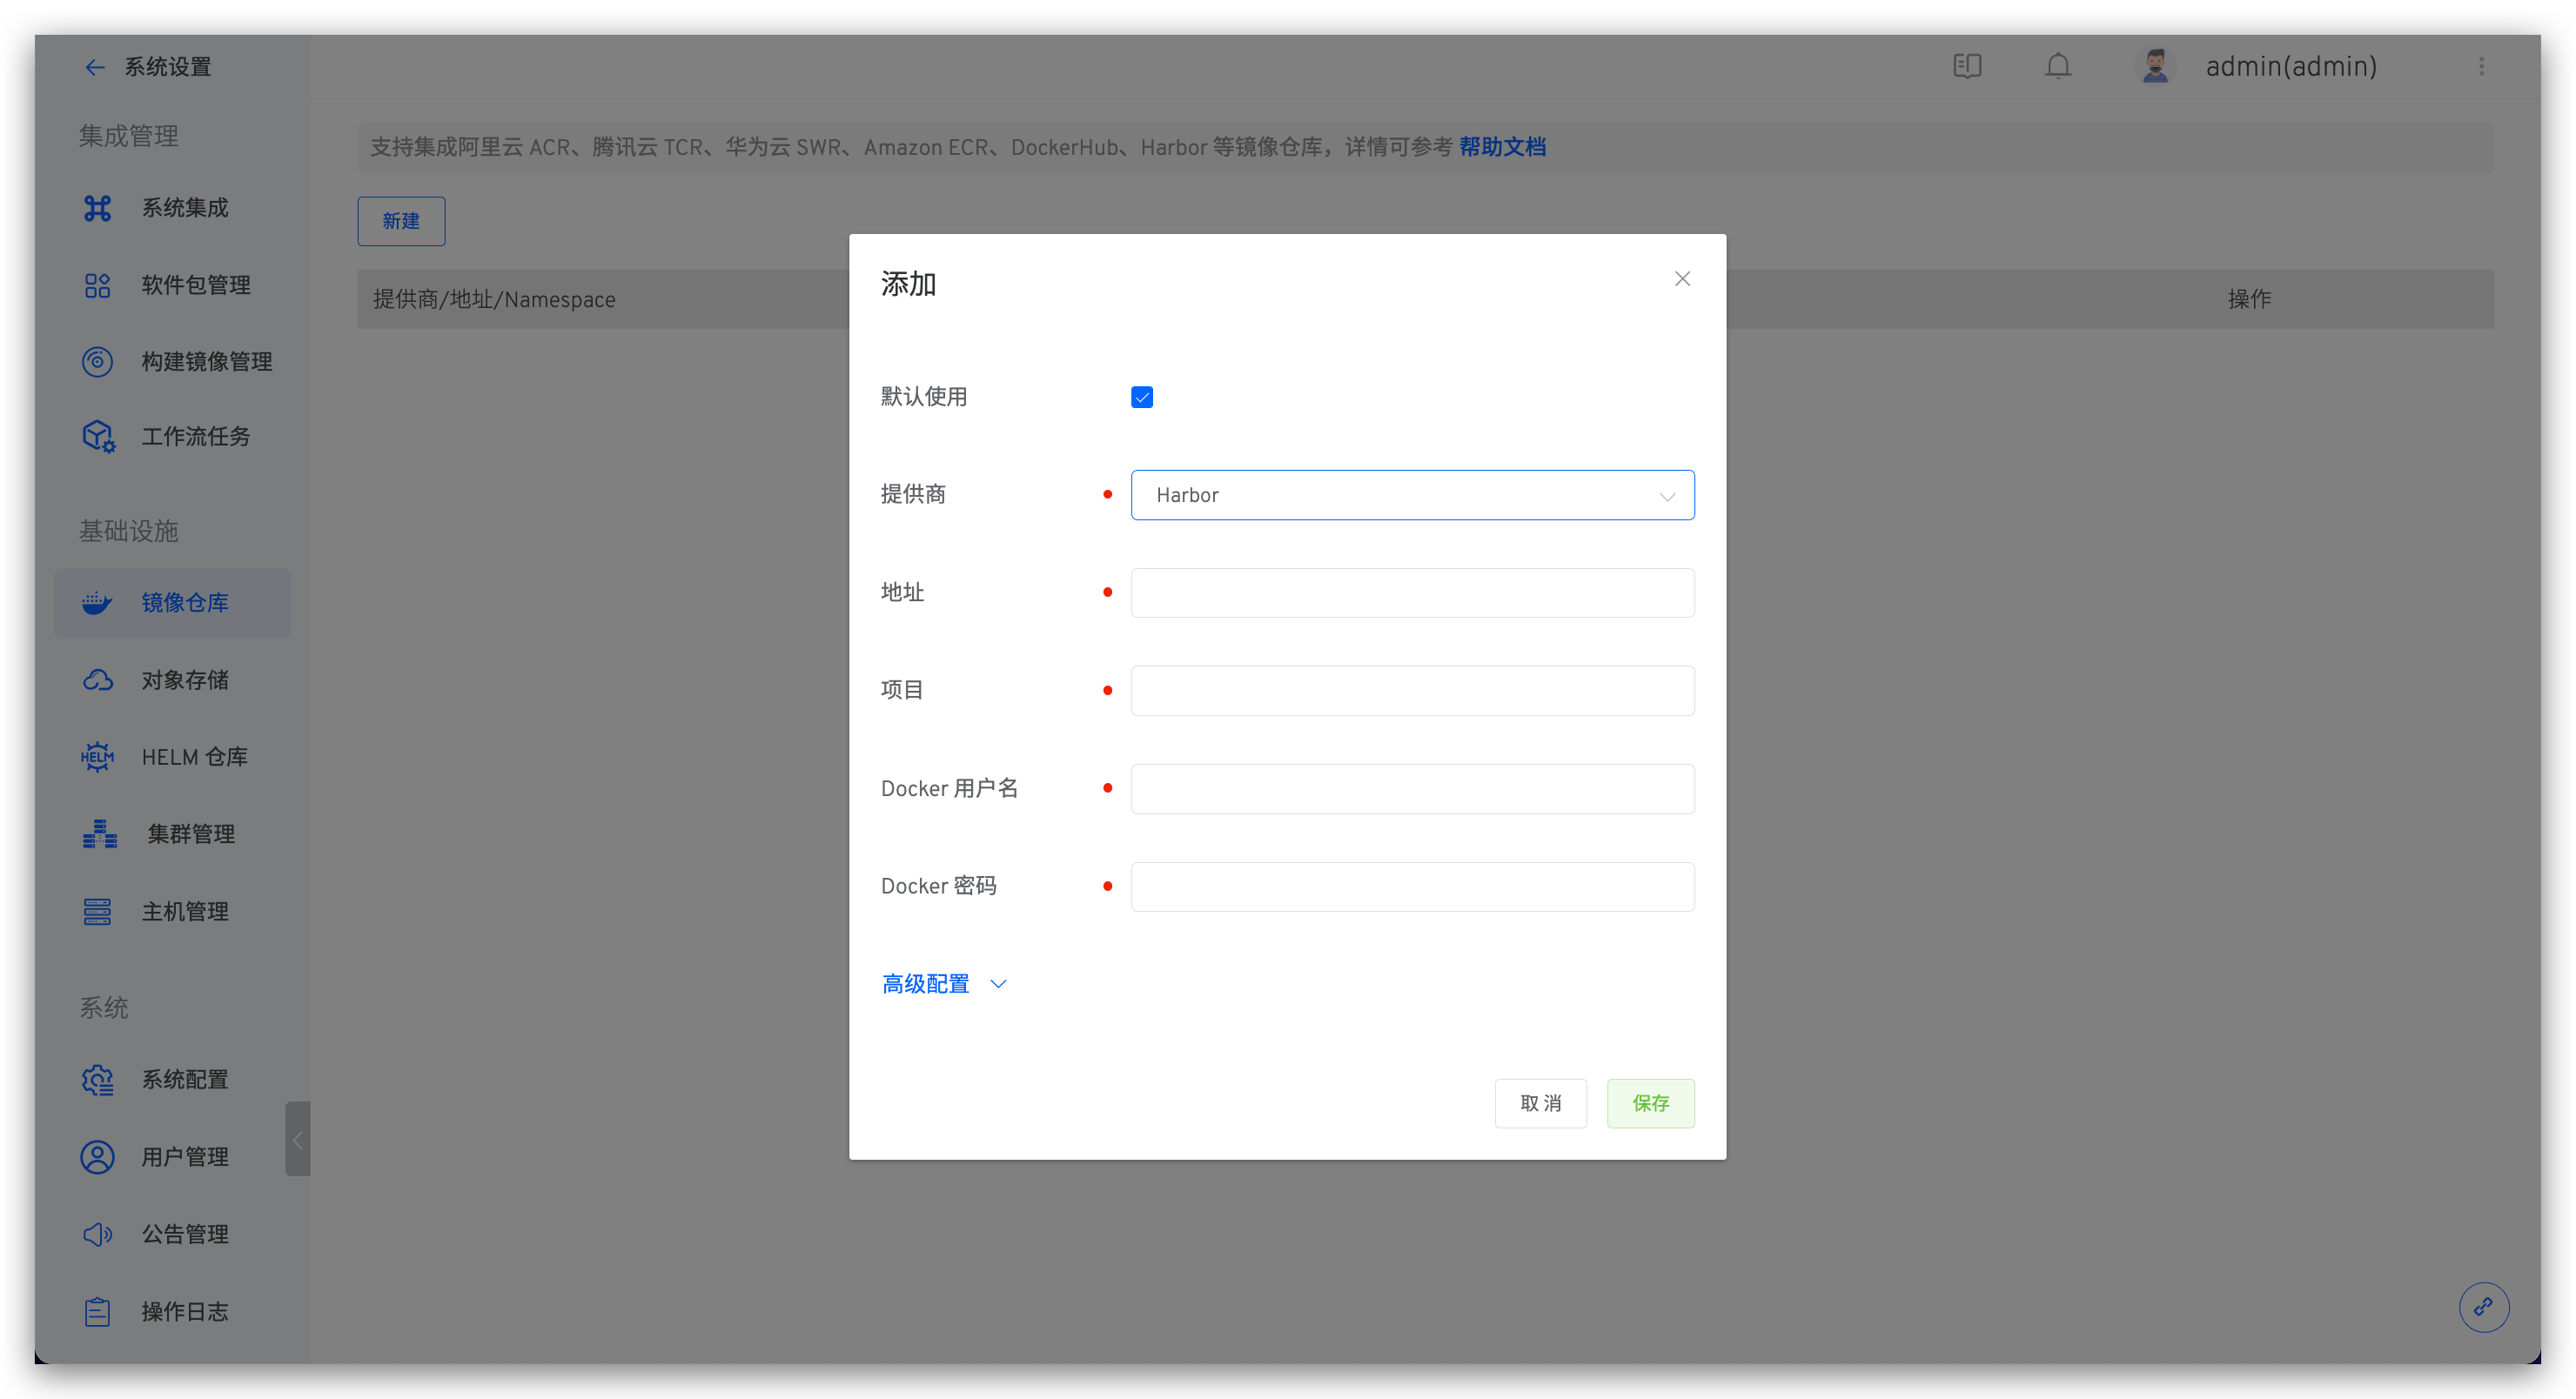 系统设置
admin(admin)
集成管理
系统集成
软件包管理
构建镜像管理
工作流任务
基础设施
镜像仓库
对象存储
HELM
HELM 仓库
集群管理
主机管理
系统
系统配置
用户管理
公告管理
操作日志
支持集成阿里云 ACR、腾讯云 TCR、华为云 SWR、Amazon ECR、DockerHub、Harbor 等镜像仓库，详情可参考 帮助文档
新建
提供商/地址/Namespace
操作
添加
默认使用
提供商
Harbor
地址
项目
Docker 用户名
Docker 密码
高级配置
取 消
保存